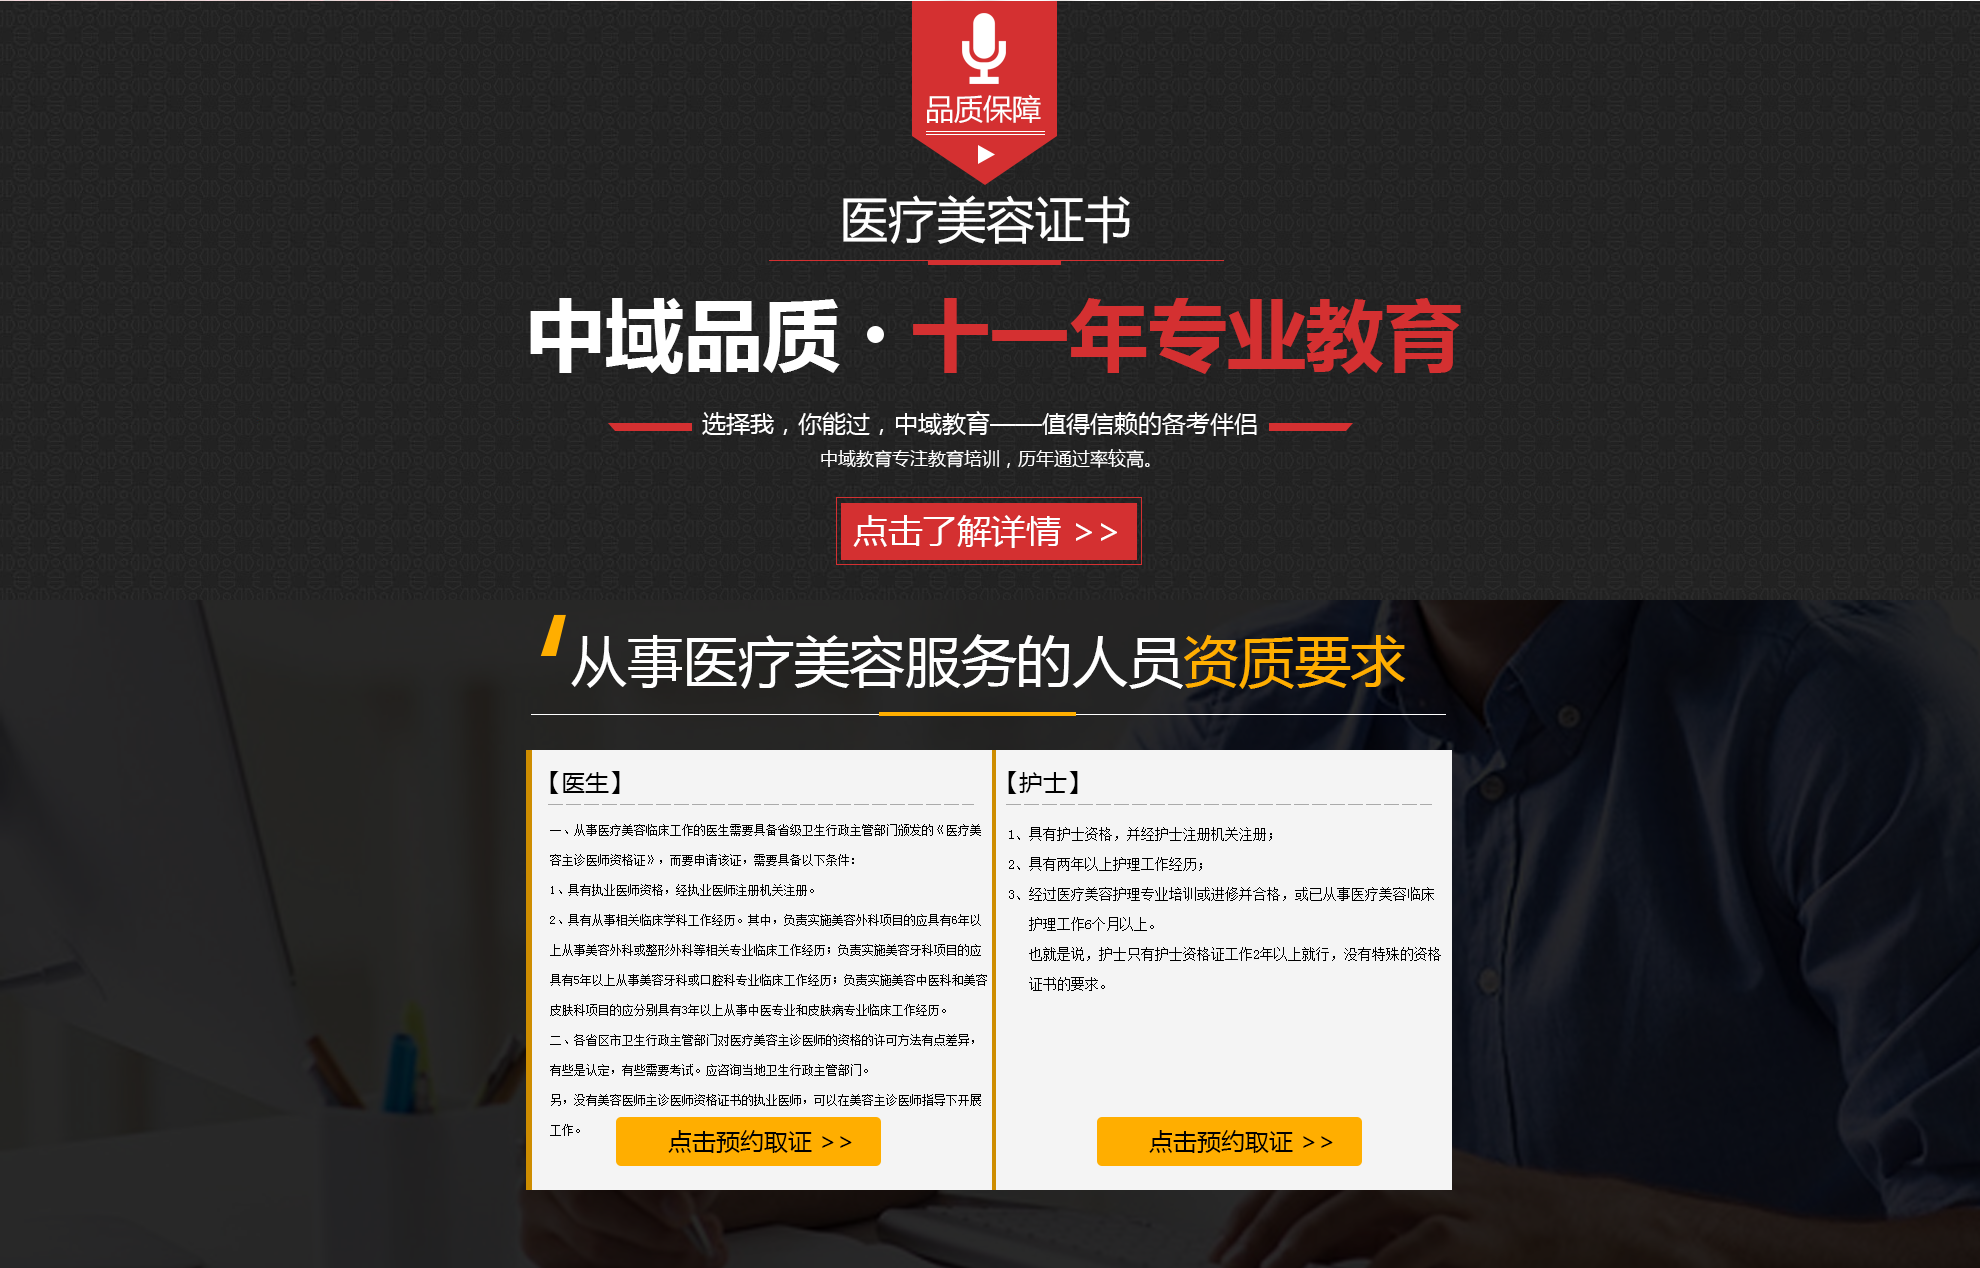 品质保障
医疗美容证书
中域品质·十一年专业教育
选择我，你能过，中域教育——值得信赖的备考伴侣
中域教育专注教育培训，历年通过率较高。
点击了解详情 >>
从事医疗美容服务的人员资质要求
【医生】
一、从事医疗美容临床工作的医生需要具备省级卫生行政主管部门颁发的《医疗美
容主诊医师资格证》，而要申请该证，需要具备以下条件：
1、具有执业医师资格，经执业医师注册机关注册。
2、具有从事相关临床学科工作经历。其中，负责实施美容外科项目的应具有6年以
上从事美容外科或整形外科等相关专业临床工作经历；负责实施美容牙科项目的应
具有5年以上从事美容牙科或口腔科专业临床工作经历；负责实施美容中医科和美容
皮肤科项目的应分别具有3年以上从事中医专业和皮肤病专业临床工作经历。
二、各省区市卫生行政主管部门对医疗美容主诊医师的资格的许可方法有点差异，
有些是认定，有些需要考试。应咨询当地卫生行政主管部门。
另，没有美容医师主诊医师资格证书的执业医师，可以在美容主诊医师指导下开展
工作。
点击预约取证 >>
【护士】
1、具有护士资格，并经护士注册机关注册；
2、具有两年以上护理工作经历；
3、经过医疗美容护理专业培训或进修并合格，或已从事医疗美容临床
护理工作6个月以上。
也就是说，护士只有护士资格证工作2年以上就行，没有特殊的资格
证书的要求。
点击预约取证 >>